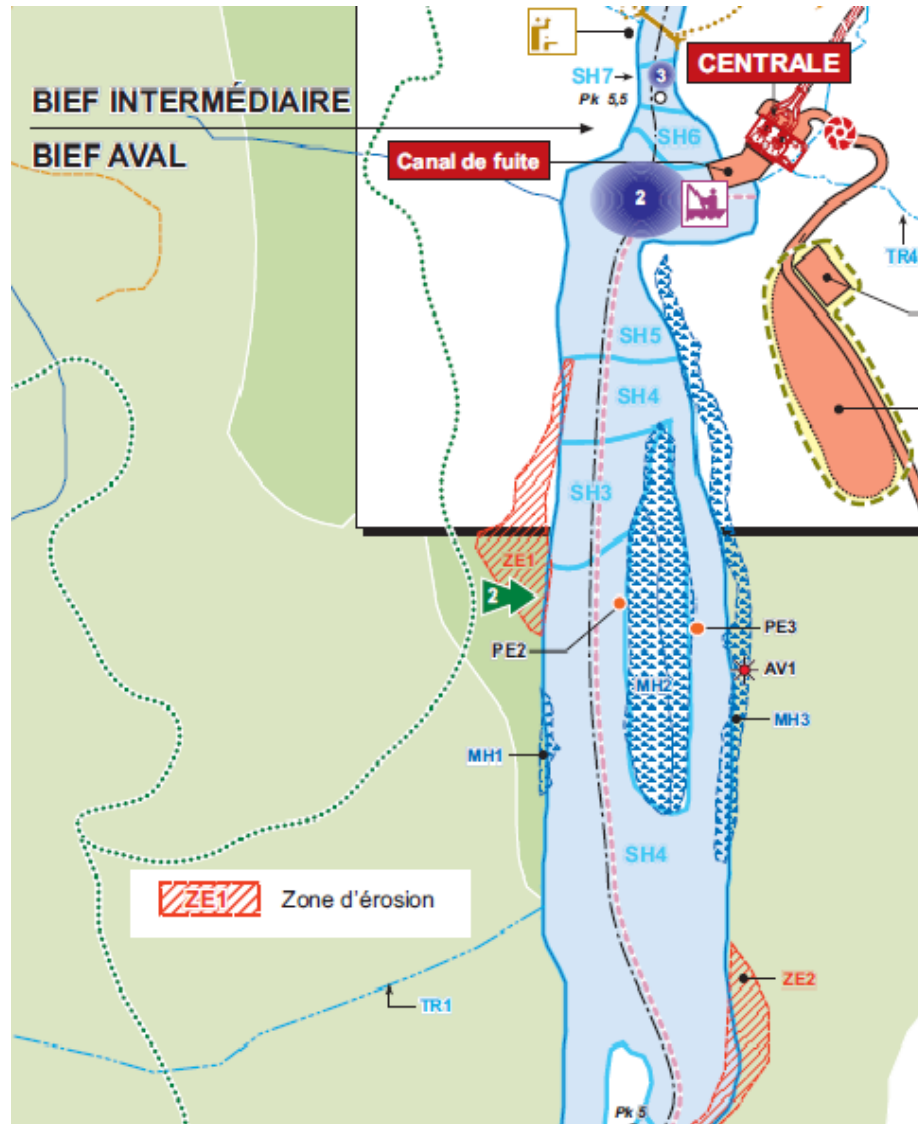 3
SH7
CENTRALE
Pk 5,5
BIEF INTERMÉDIAIRE
BIEF AVAL
SH6
Canal de fuite
2
TR4
SH5
SH4
SH3
ZE1
2
PE2
PE3
AV1
MH2
MH3
MH1
SH4
ZE1 Zone d'érosion
ZE2
TR1
Pk 5